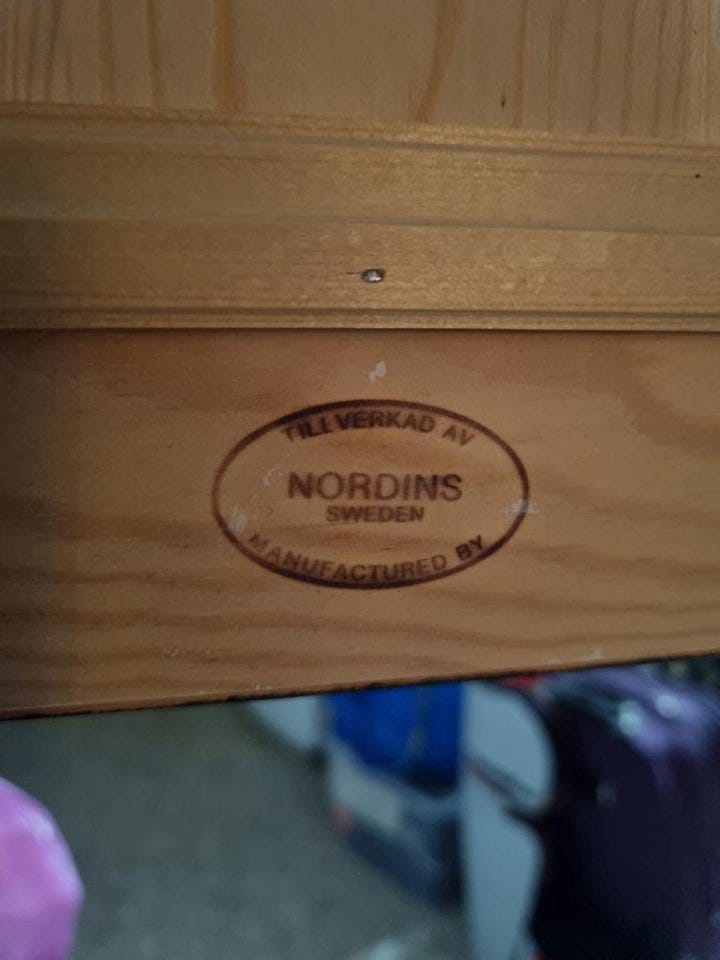 TILLVERKAD AV
NORDINS
SWEDEN
MANUFACTURED BY